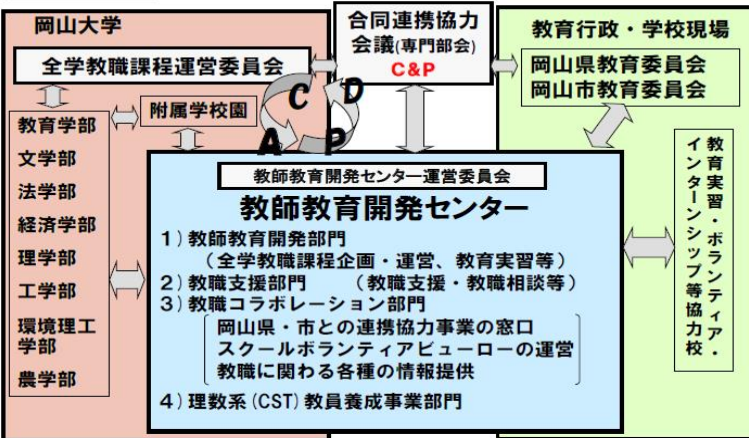 岡山大学
全学教職課程運営委員会
教育学部
文学部
法学部
経済学部
理学部
工学部
環境理工
学部
農学部
附属学校園
合同連携協力
会議(専門部会)
C&P
C
D
A
P
教育行政・学校現場
岡山県教育委員会
岡山市教育委員会
教育実習・ボランティア・
インターンシップ等協力校
教師教育開発センター運営委員会
教師教育開発センター
1）教師教育開発部門
（全学教職課程企画・運営、教育実習等）
2）教職支援部門　（教職支援・教職相談等）
3）教職コラボレーション部門
岡山県・市との連携協力事業の窓口
スクールボランティアビューローの運営
教職に関わる各種の情報提供
4）理数系(CST)教員養成事業部門